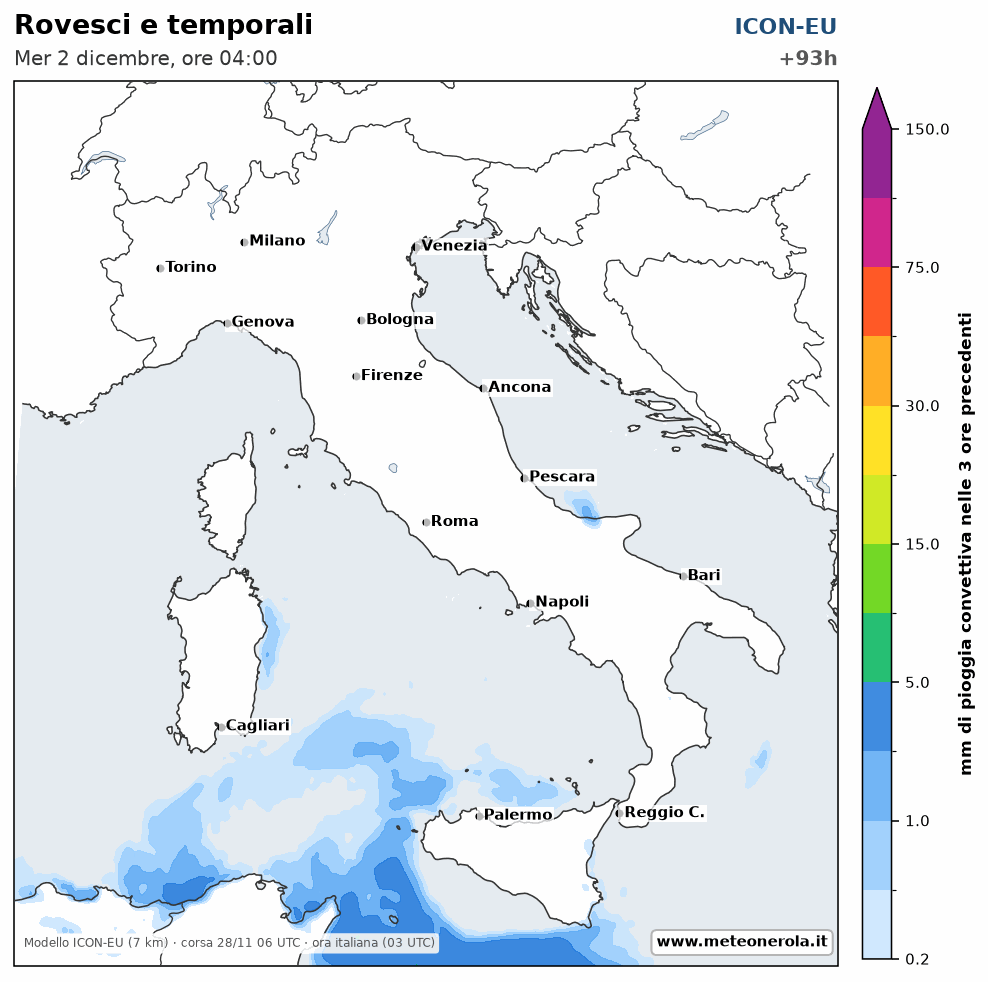 Rovesci e temporali
ICON-EU
Mer 2 dicembre, ore 04:00
+93h
Milano
Venezia
Torino
Genova
Bologna
Firenze
Ancona
Pescara
Roma
Bari
Napoli
Cagliari
Palermo
Reggio C.
Modello ICON-EU (7 km) · corsa 28/11 06 UTC · ora italiana (03 UTC)
www.meteonerola.it
150.0
75.0
30.0
15.0
5.0
1.0
0.2
mm di pioggia convettiva nelle 3 ore precedenti